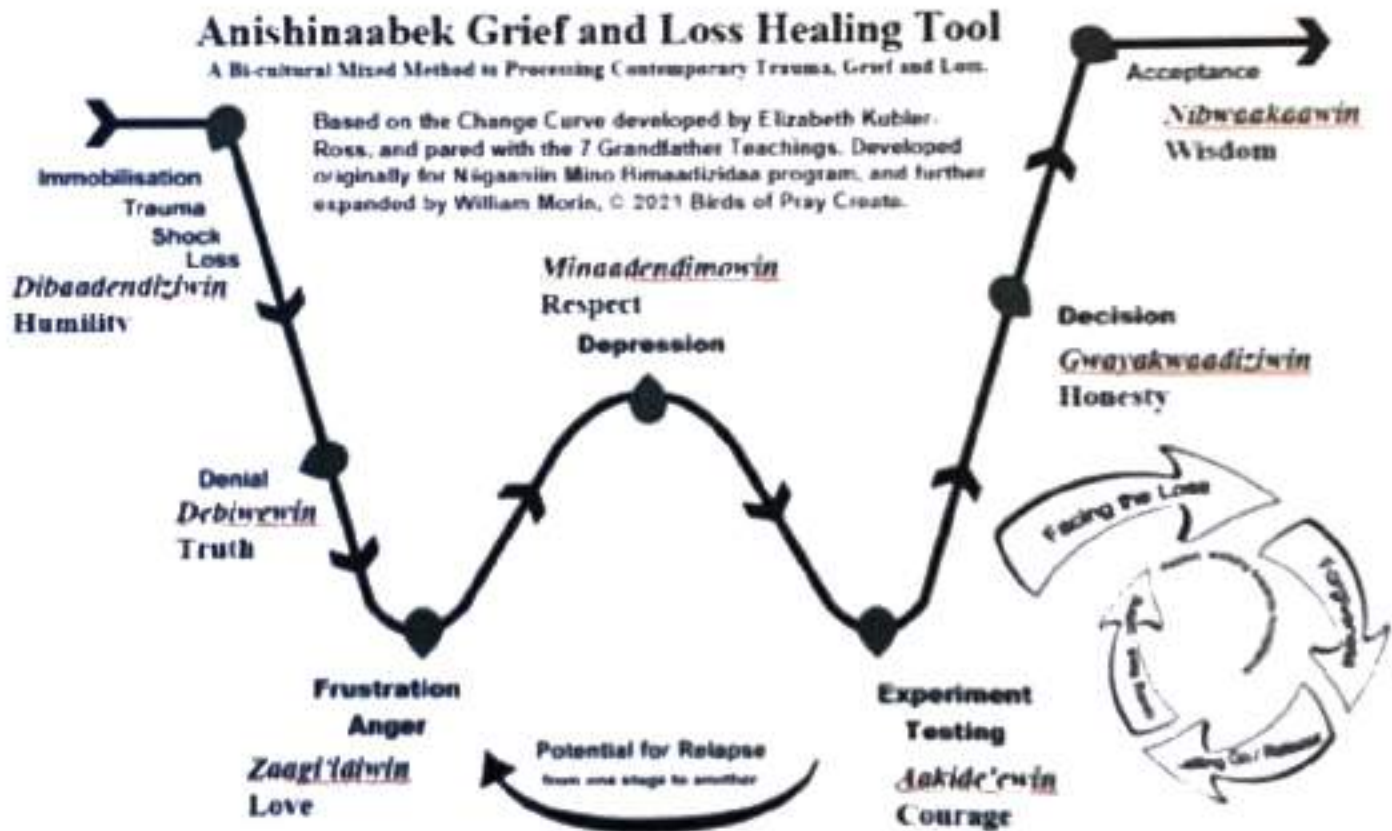 Anishinaabek Grief and Loss Healing Tool
A Bi-cultural Mixed Method to Processing Contemporary Trauma, Grief and Loss.
Based on the Change Curve developed by Elizabeth Kubler-
Ross, and pared with the 7 Grandfather Teachings. Developed
originally for Niigaaniin Mino Bimaadizidaa program, and further
expanded by William Morin, © 2021 Birds of Pray Create.
Immobilisation
Trauma
Shock
Loss
Dibaadendiziwin
Humility
Denial
Debwewin
Truth
Frustration
Anger
Zaagi'idiwin
Love
Minaadendimowin
Respect
Depression
Potential for Relapse
from one stage to another
Experiment
Testing
Aakide'ewin
Courage
Decision
Gwayakwaadiziwin
Honesty
Acceptance
Nibwaakaawin
Wisdom
Facing the Loss
Forgiveness
Letting Go / Release